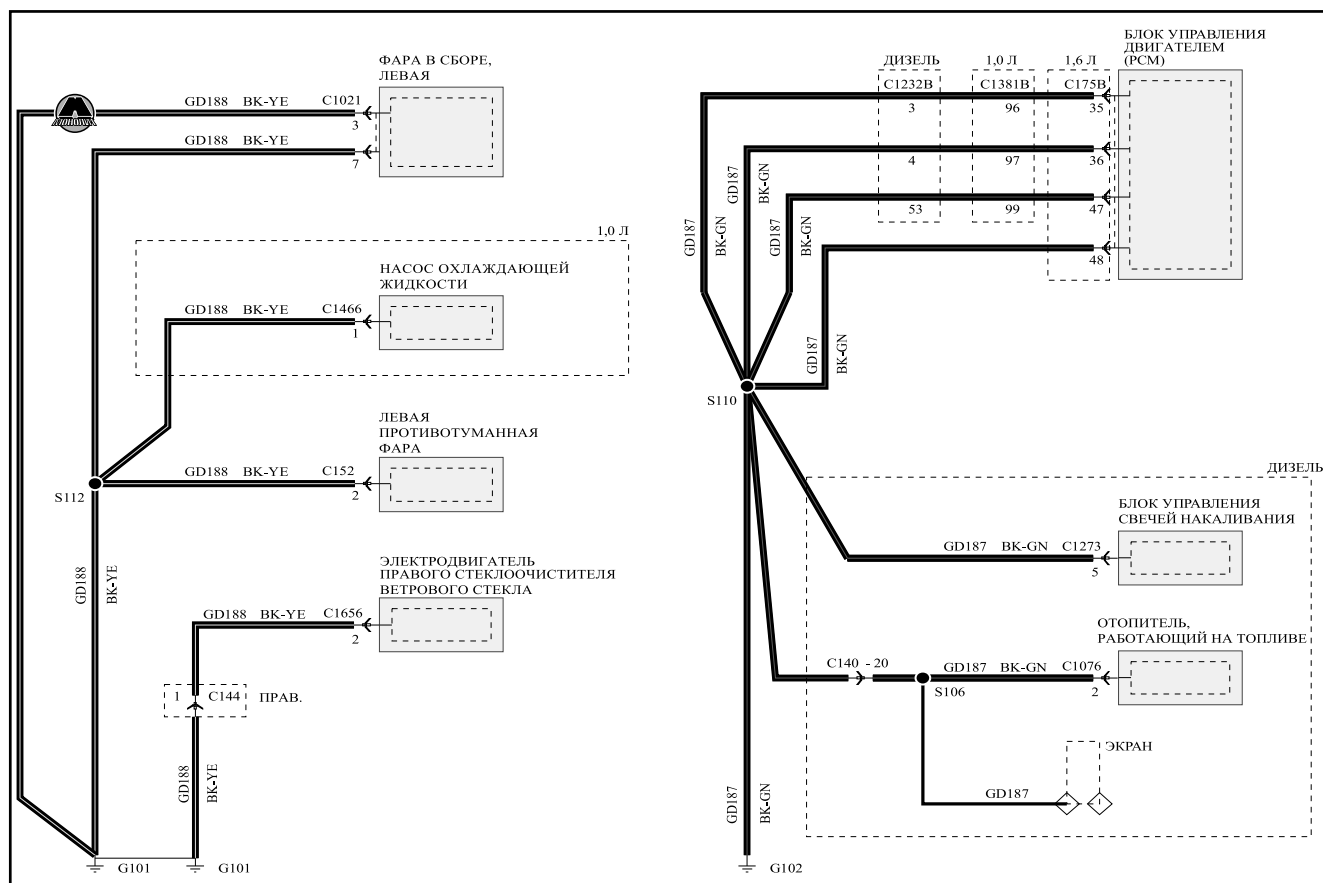 ФАРА В СБОРЕ,
ЛЕВАЯ
GD188 BK-YE C1021
3
GD188 BK-YE
7
1,0 Л
НАСОС ОХЛАЖДАЮЩЕЙ
ЖИДКОСТИ
GD188 BK-YE C1466
1
ЛЕВАЯ
ПРОТИВОТУМАННАЯ
ФАРА
GD188 BK-YE C152
2
S112
GD188
BK-YE
ЭЛЕКТРОДВИГАТЕЛЬ
ПРАВОГО СТЕКЛООЧИСТИТЕЛЯ
ВЕТРОВОГО СТЕКЛА
GD188 BK-YE C1656
2
1 C144 ПРАВ.
GD188
BK-YE
G101
G101
БЛОК УПРАВЛЕНИЯ
ДВИГАТЕЛЕМ
(PCM)
ДИЗЕЛЬ 1,0 Л 1,6 Л
C1232B C1381B C175B
3 96 35
4 97 36
53 99 47
48
GD187
BK-GN
GD187
BK-GN
GD187
BK-GN
GD187
BK-GN
S110
ДИЗЕЛЬ
БЛОК УПРАВЛЕНИЯ
СВЕЧЕЙ НАКАЛИВАНИЯ
GD187 BK-GN C1273
5
ОТОПИТЕЛЬ,
РАБОТАЮЩИЙ НА ТОПЛИВЕ
C140 - 20 GD187 BK-GN C1076
2
S106
ЭКРАН
GD187
GD187
BK-GN
G102